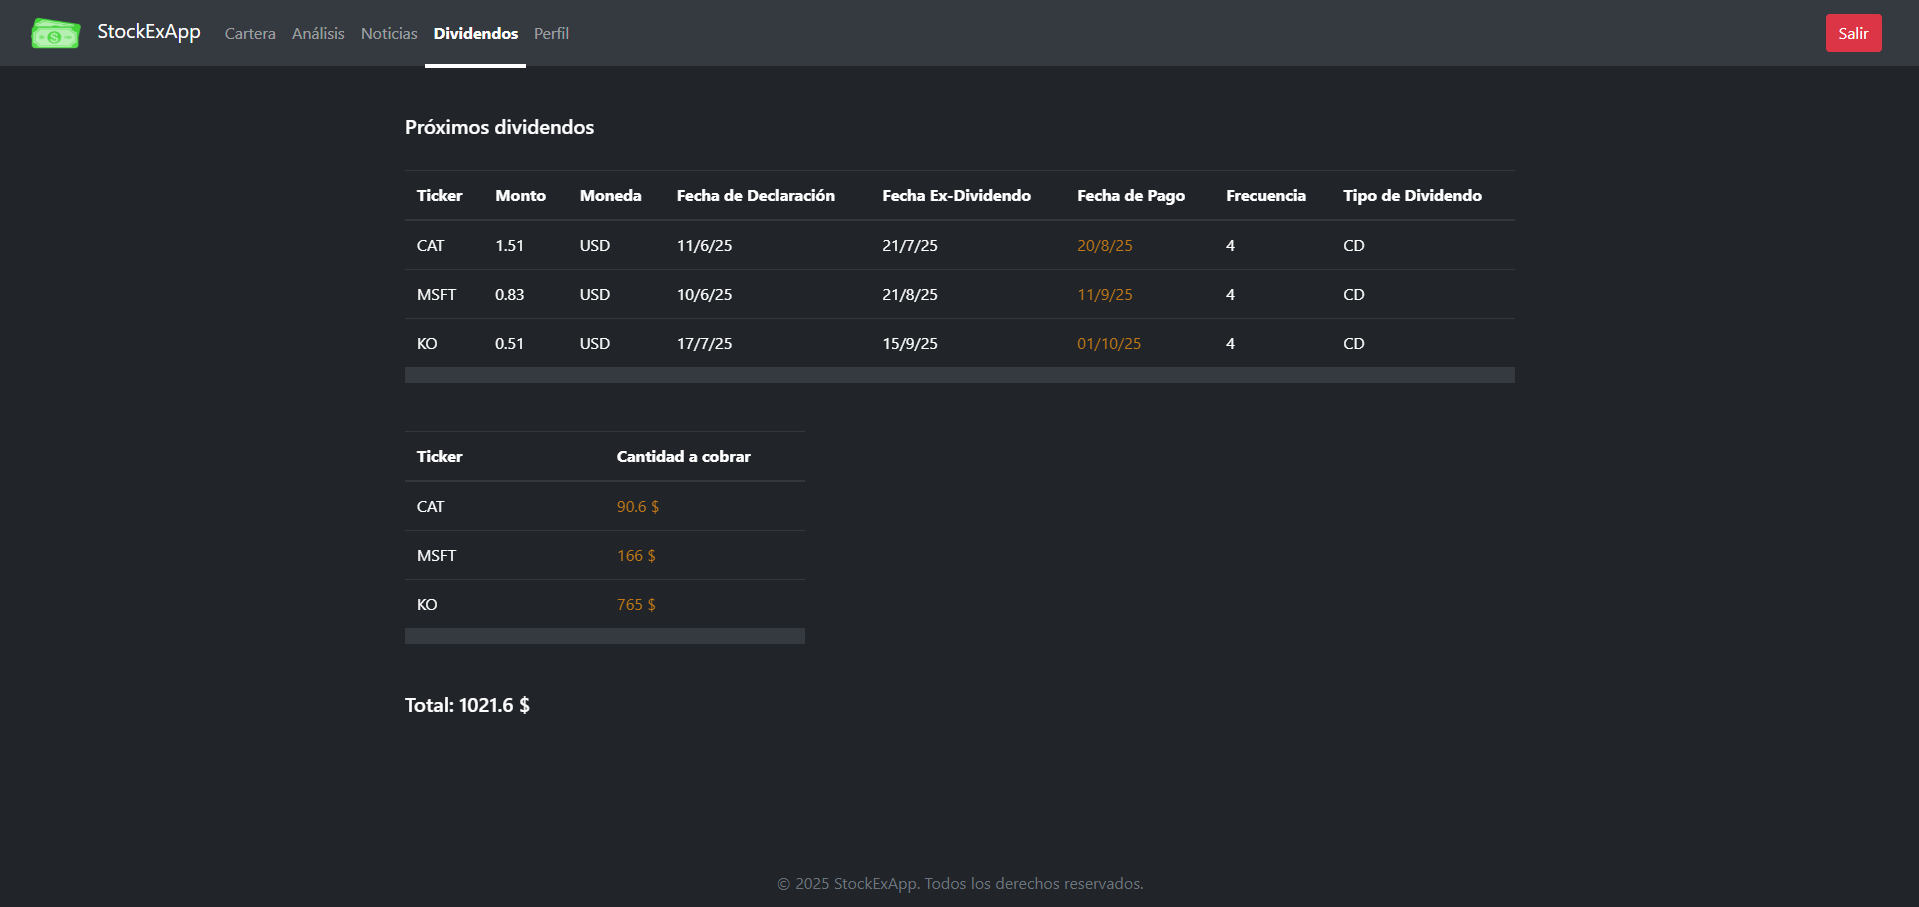 StockExApp Cartera Análisis Noticias Dividendos Perfil Salir
Próximos dividendos
Ticker Monto Moneda Fecha de Declaración Fecha Ex-Dividendo Fecha de Pago Frecuencia Tipo de Dividendo
CAT 1.51 USD 11/6/25 21/7/25 20/8/25 4 CD
MSFT 0.83 USD 10/6/25 21/8/25 11/9/25 4 CD
KO 0.51 USD 17/7/25 15/9/25 01/10/25 4 CD
Ticker Cantidad a cobrar
CAT 90.6 $
MSFT 166 $
KO 765 $
Total: 1021.6 $
© 2025 StockExApp. Todos los derechos reservados.